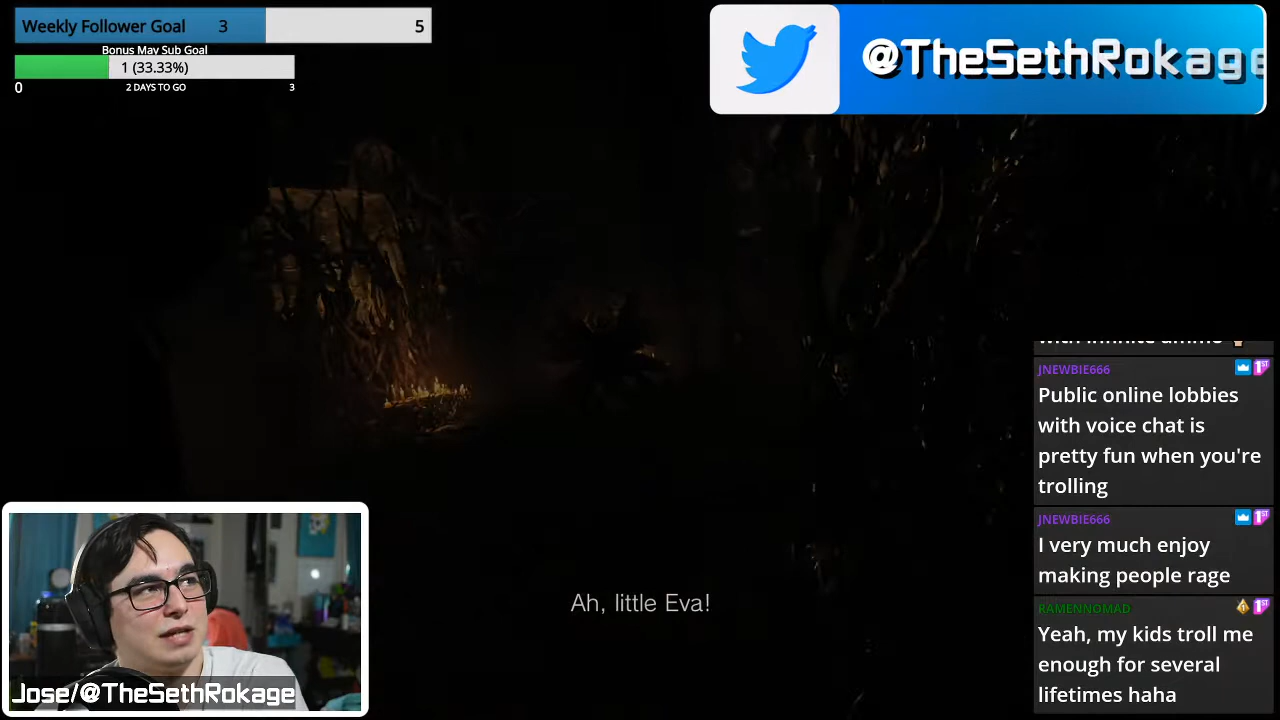 Weekly Follower Goal 3 5
Bonus May Sub Goal
1 (33.33%)
0 2 DAYS TO GO 3
@TheSethRokage
JNEWBIE666
Public online lobbies
with voice chat is
pretty fun when you're
trolling
JNEWBIE666
I very much enjoy
making people rage
RAMENNOMAD
Yeah, my kids troll me
enough for several
lifetimes haha
Ah, little Eva!
Jose/@TheSethRokage